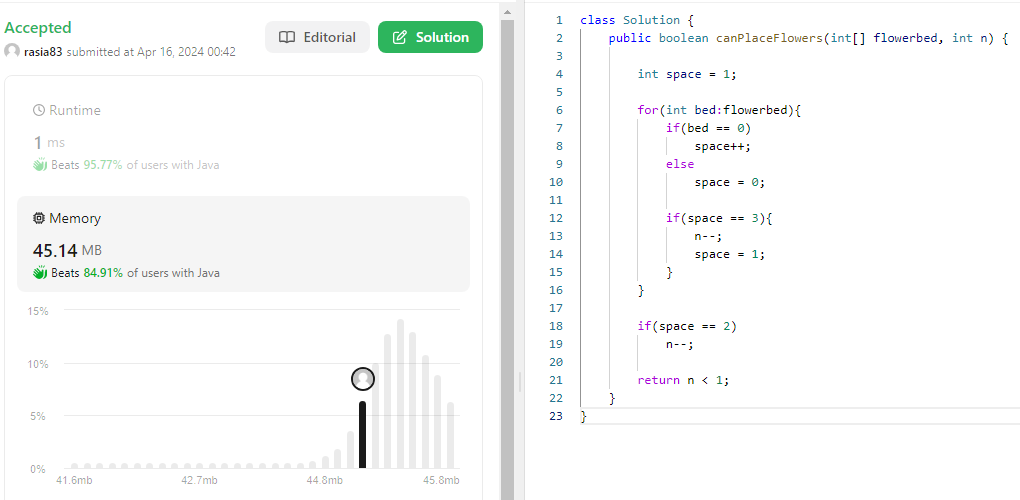 Accepted
rasia83 submitted at Apr 16, 2024 00:42
Editorial
Solution
Runtime
1 ms
Beats 95.77% of users with Java
Memory
45.14 MB
Beats 84.91% of users with Java
15%
10%
5%
0%
41.6mb 42.7mb 44.8mb 45.8mb
1 class Solution {
2 public boolean canPlaceFlowers(int[] flowerbed, int n) {
3
4 int space = 1;
5
6 for(int bed:flowerbed){
7 if(bed == 0)
8 space++;
9 else
10 space = 0;
11
12 if(space == 3){
13 n--;
14 space = 1;
15 }
16 }
17
18 if(space == 2)
19 n--;
20
21 return n < 1;
22 }
23 }